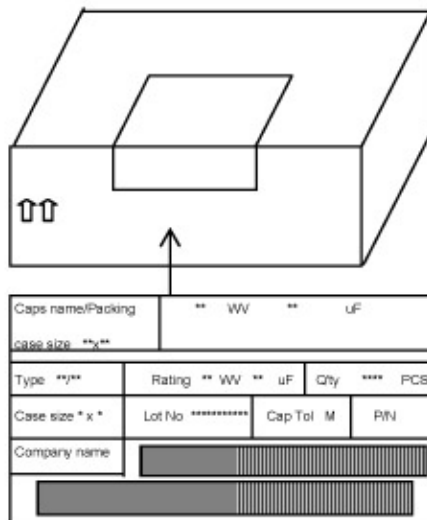 Caps name/Packing ** WV ** uF
case size **x**
Type **/** Rating ** WV ** uF Q'ty **** PCS
Case size * x * Lot No *********** Cap Tol M P/N
Company name